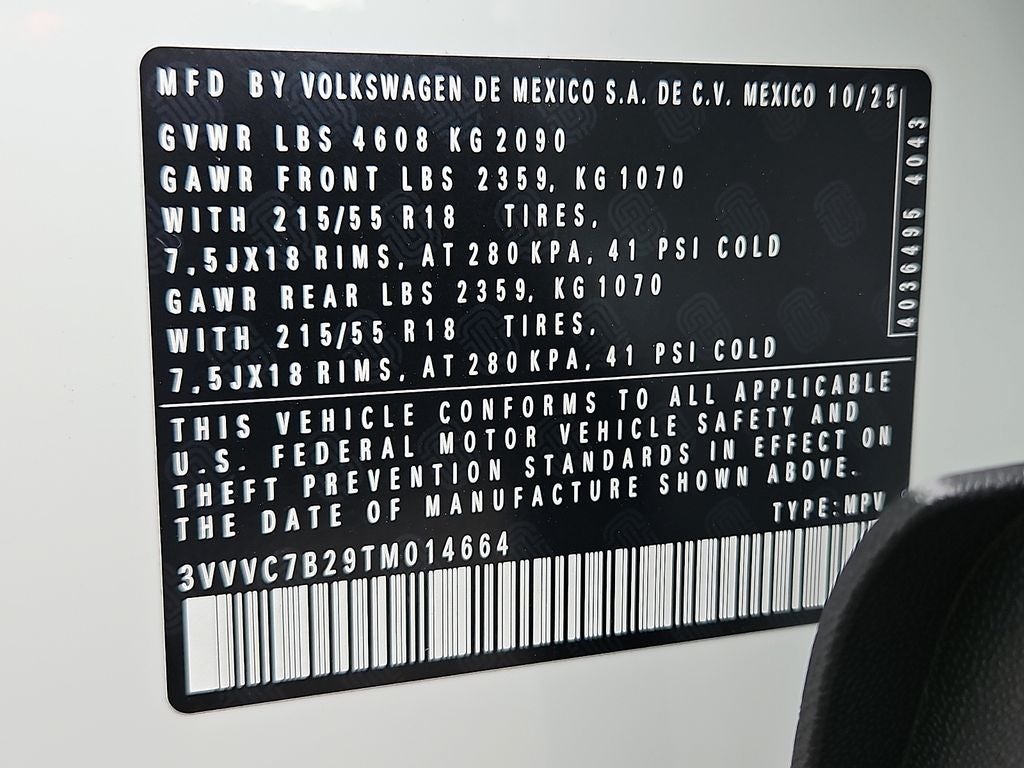 MFD BY VOLKSWAGEN DE MEXICO S.A. DE C.V. MEXICO 10/25
GVWR LBS 4608 KG 2090
GAWR FRONT LBS 2359, KG 1070
WITH 215/55 R18 TIRES,
7,5JX18 RIMS, AT 280 KPA, 41 PSI COLD
GAWR REAR LBS 2359, KG 1070
WITH 215/55 R18 TIRES,
7,5JX18 RIMS, AT 280 KPA, 41 PSI COLD
4036495 4043
THIS VEHICLE CONFORMS TO ALL APPLICABLE
U.S. FEDERAL MOTOR VEHICLE SAFETY AND
THEFT PREVENTION STANDARDS IN EFFECT ON
THE DATE OF MANUFACTURE SHOWN ABOVE.
TYPE: MPV
3VVVC7B29TM014664